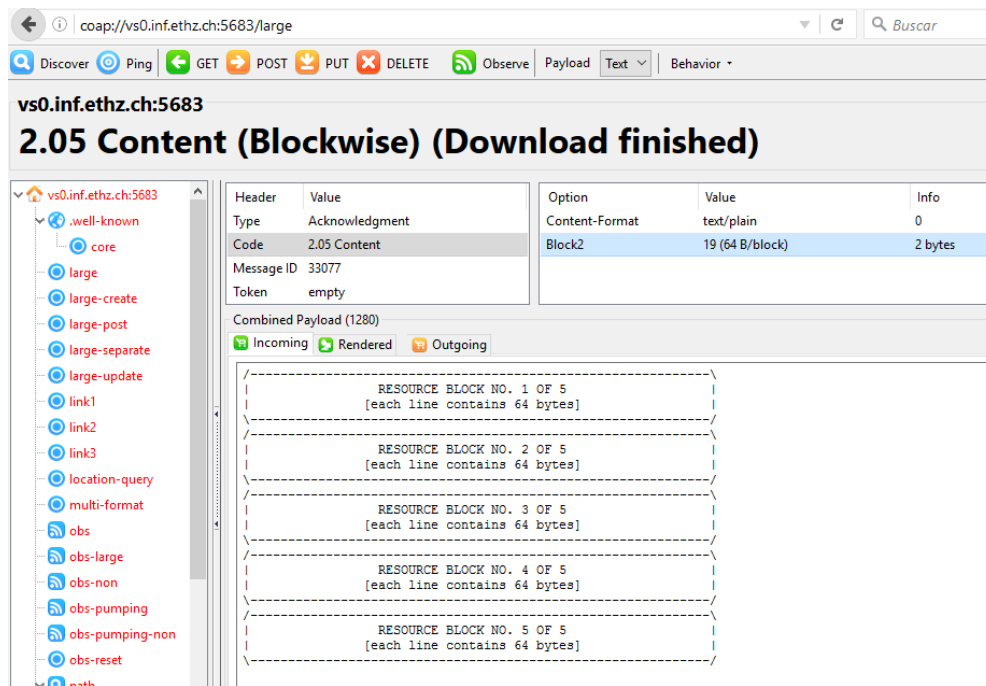 coap://vs0.inf.ethz.ch:5683/large
Buscar
Discover Ping GET POST PUT DELETE Observe Payload Text Behavior
vs0.inf.ethz.ch:5683
2.05 Content (Blockwise) (Download finished)
vs0.inf.ethz.ch:5683
.well-known
core
large
large-create
large-post
large-separate
large-update
link1
link2
link3
location-query
multi-format
obs
obs-large
obs-non
obs-pumping
obs-pumping-non
obs-reset
path
Header Value
Type Acknowledgment
Code 2.05 Content
Message ID 33077
Token empty
Option Value Info
Content-Format text/plain 0
Block2 19 (64 B/block) 2 bytes
Combined Payload (1280)
Incoming Rendered Outgoing
/-------------------------------------------------------------\
| RESOURCE BLOCK NO. 1 OF 5 |
| [each line contains 64 bytes] |
\-------------------------------------------------------------/
/-------------------------------------------------------------\
| RESOURCE BLOCK NO. 2 OF 5 |
| [each line contains 64 bytes] |
\-------------------------------------------------------------/
/-------------------------------------------------------------\
| RESOURCE BLOCK NO. 3 OF 5 |
| [each line contains 64 bytes] |
\-------------------------------------------------------------/
/-------------------------------------------------------------\
| RESOURCE BLOCK NO. 4 OF 5 |
| [each line contains 64 bytes] |
\-------------------------------------------------------------/
/-------------------------------------------------------------\
| RESOURCE BLOCK NO. 5 OF 5 |
| [each line contains 64 bytes] |
\-------------------------------------------------------------/